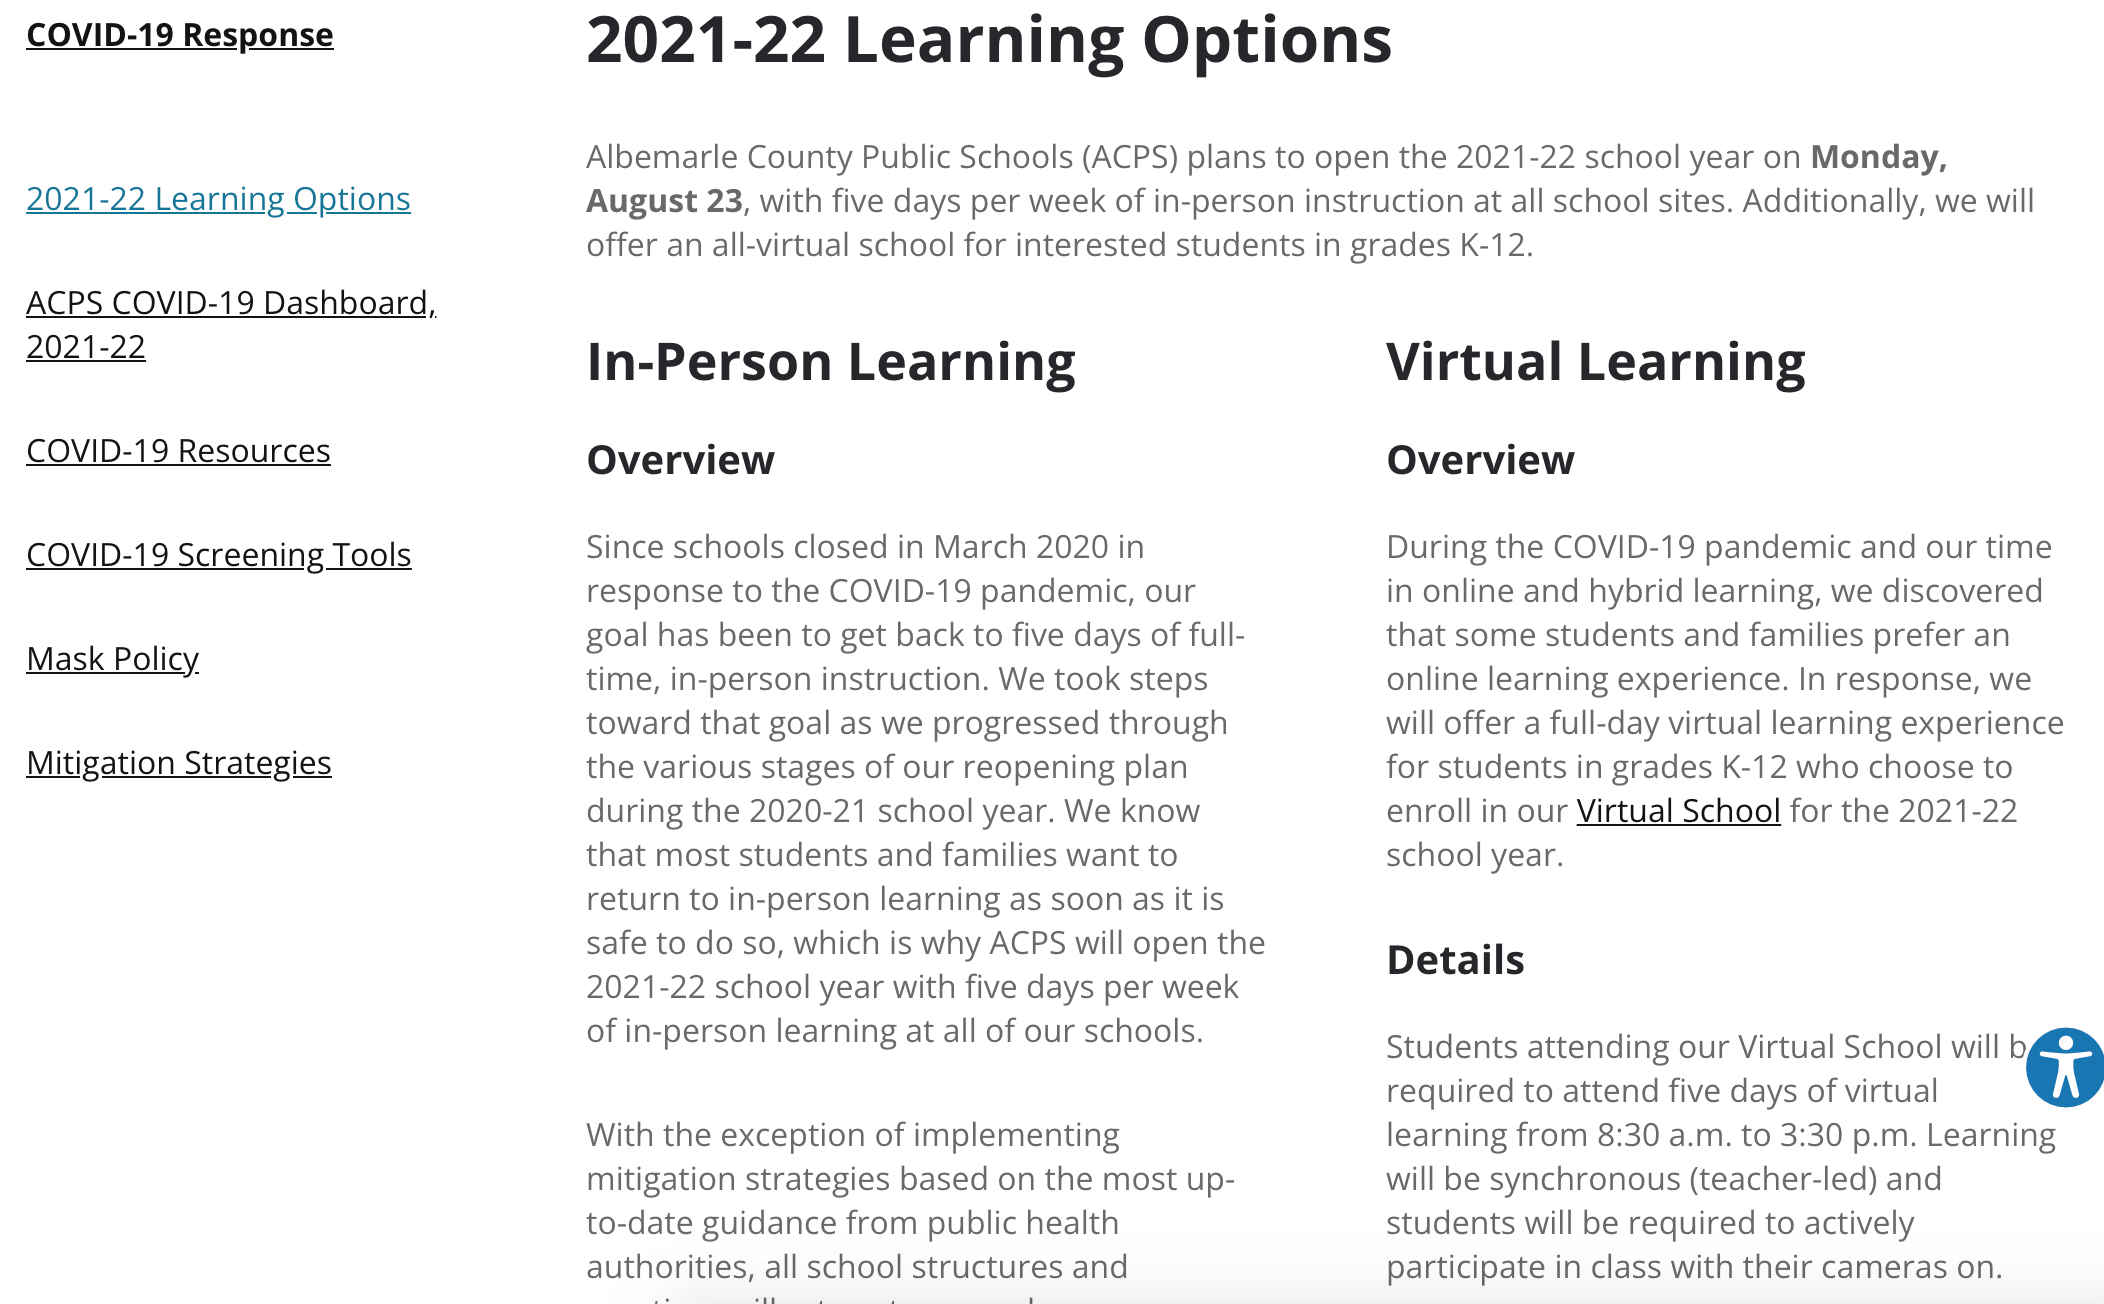 COVID-19 Response
2021-22 Learning Options
ACPS COVID-19 Dashboard,
2021-22
COVID-19 Resources
COVID-19 Screening Tools
Mask Policy
Mitigation Strategies
2021-22 Learning Options
Albemarle County Public Schools (ACPS) plans to open the 2021-22 school year on Monday,
August 23, with five days per week of in-person instruction at all school sites. Additionally, we will
offer an all-virtual school for interested students in grades K-12.
In-Person Learning
Overview
Since schools closed in March 2020 in
response to the COVID-19 pandemic, our
goal has been to get back to five days of full-
time, in-person instruction. We took steps
toward that goal as we progressed through
the various stages of our reopening plan
during the 2020-21 school year. We know
that most students and families want to
return to in-person learning as soon as it is
safe to do so, which is why ACPS will open the
2021-22 school year with five days per week
of in-person learning at all of our schools.
With the exception of implementing
mitigation strategies based on the most up-
to-date guidance from public health
authorities, all school structures and
Virtual Learning
Overview
During the COVID-19 pandemic and our time
in online and hybrid learning, we discovered
that some students and families prefer an
online learning experience. In response, we
will offer a full-day virtual learning experience
for students in grades K-12 who choose to
enroll in our Virtual School for the 2021-22
school year.
Details
Students attending our Virtual School will b
required to attend five days of virtual
learning from 8:30 a.m. to 3:30 p.m. Learning
will be synchronous (teacher-led) and
students will be required to actively
participate in class with their cameras on.